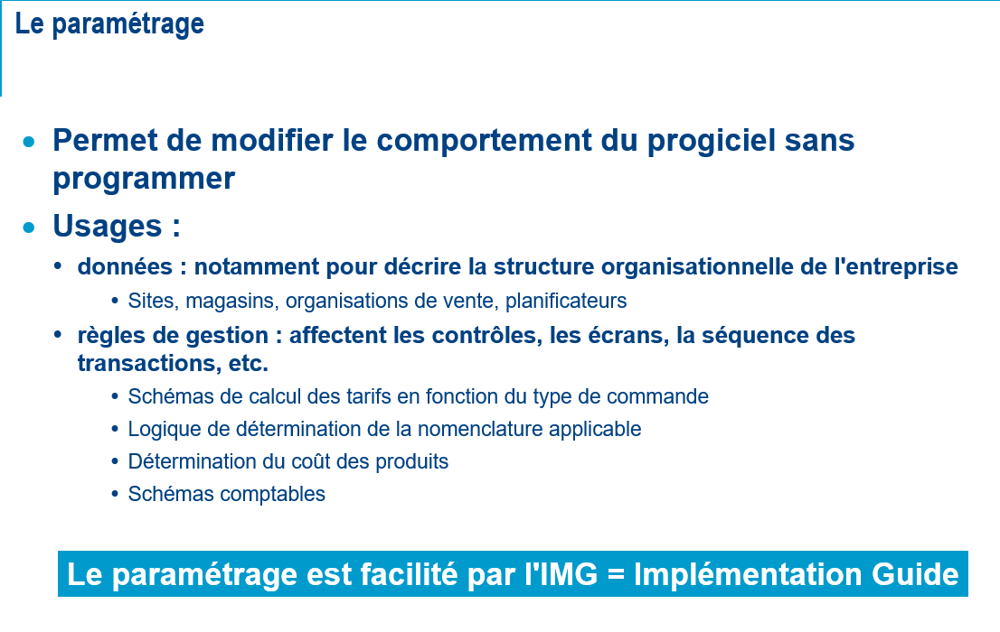 Le paramétrage
• Permet de modifier le comportement du progiciel sans
programmer
• Usages :
• données : notamment pour décrire la structure organisationnelle de l'entreprise
• Sites, magasins, organisations de vente, planificateurs
• règles de gestion : affectent les contrôles, les écrans, la séquence des
transactions, etc.
• Schémas de calcul des tarifs en fonction du type de commande
• Logique de détermination de la nomenclature applicable
• Détermination du coût des produits
• Schémas comptables
Le paramétrage est facilité par l'IMG = Implémentation Guide